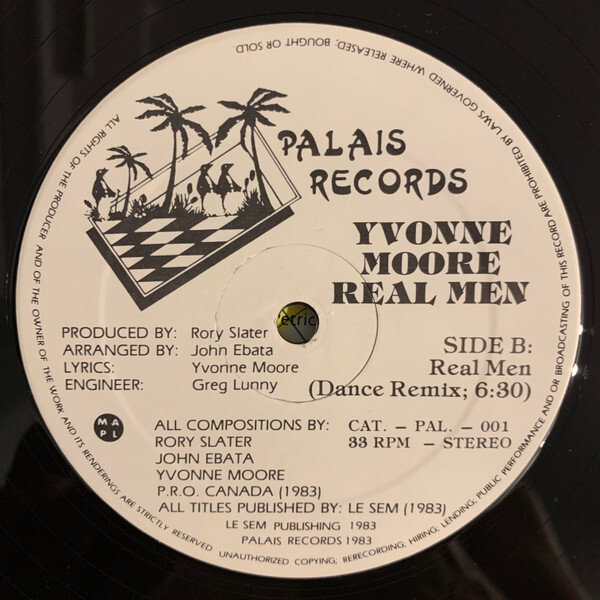 PALAIS
RECORDS
YVONNE
MOORE
REAL MEN
PRODUCED BY: Rory Slater
ARRANGED BY: John Ebata
LYRICS: Yvonne Moore
ENGINEER: Greg Lunny
etric
SIDE B:
Real Men
(Dance Remix; 6:30)
M A
P L
ALL COMPOSITIONS BY:
RORY SLATER
JOHN EBATA
YVONNE MOORE
P.R.O. CANADA (1983)
CAT. – PAL. – 001
33 RPM – STEREO
ALL TITLES PUBLISHED BY: LE SEM (1983)
LE SEM PUBLISHING 1983
PALAIS RECORDS 1983
ALL RIGHTS OF THE PRODUCER AND OF THE OWNER OF THE WORK AND ITS RENDERINGS ARE STRICTLY RESERVED UNAUTHORIZED COPYING, RERECORDING, HIRING, LENDING, PUBLIC PERFORMANCE AND OR BROADCASTING OF THIS RECORD ARE PROHIBITED BY LAWS GOVERNED WHERE RELEASED, BOUGHT OR SOLD.